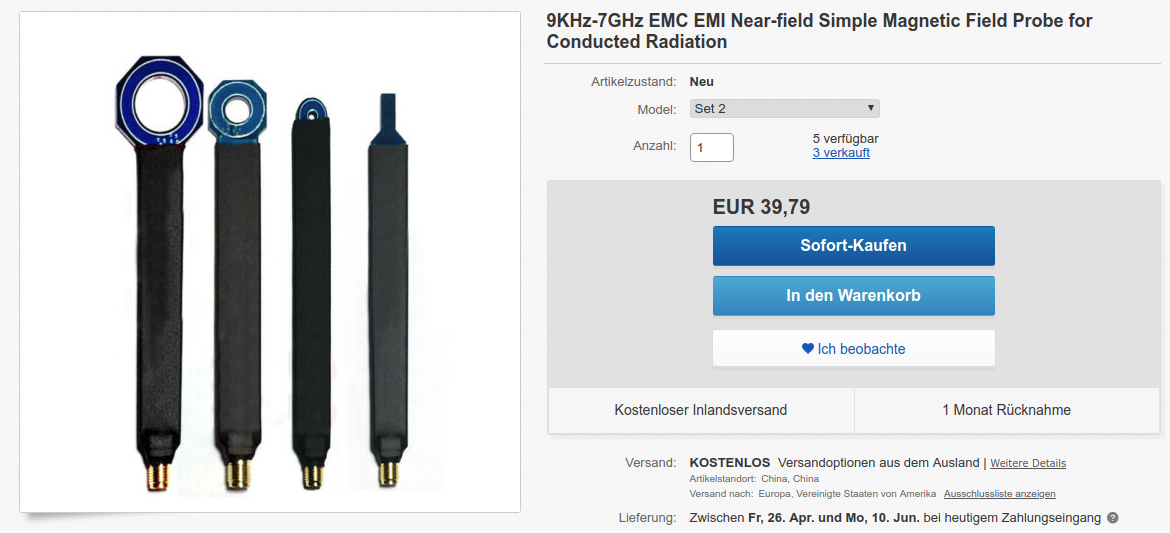 9KHz-7GHz EMC EMI Near-field Simple Magnetic Field Probe for
Conducted Radiation
Artikelzustand: Neu
Model: Set 2
Anzahl: 1 5 verfügbar
3 verkauft
EUR 39,79
Sofort-Kaufen
In den Warenkorb
Ich beobachte
Kostenloser Inlandsversand 1 Monat Rücknahme
Versand: KOSTENLOS Versandoptionen aus dem Ausland | Weitere Details
Artikelstandort: China, China
Versand nach: Europa, Vereinigte Staaten von Amerika Ausschlussliste anzeigen
Lieferung: Zwischen Fr, 26. Apr. und Mo, 10. Jun. bei heutigem Zahlungseingang ?